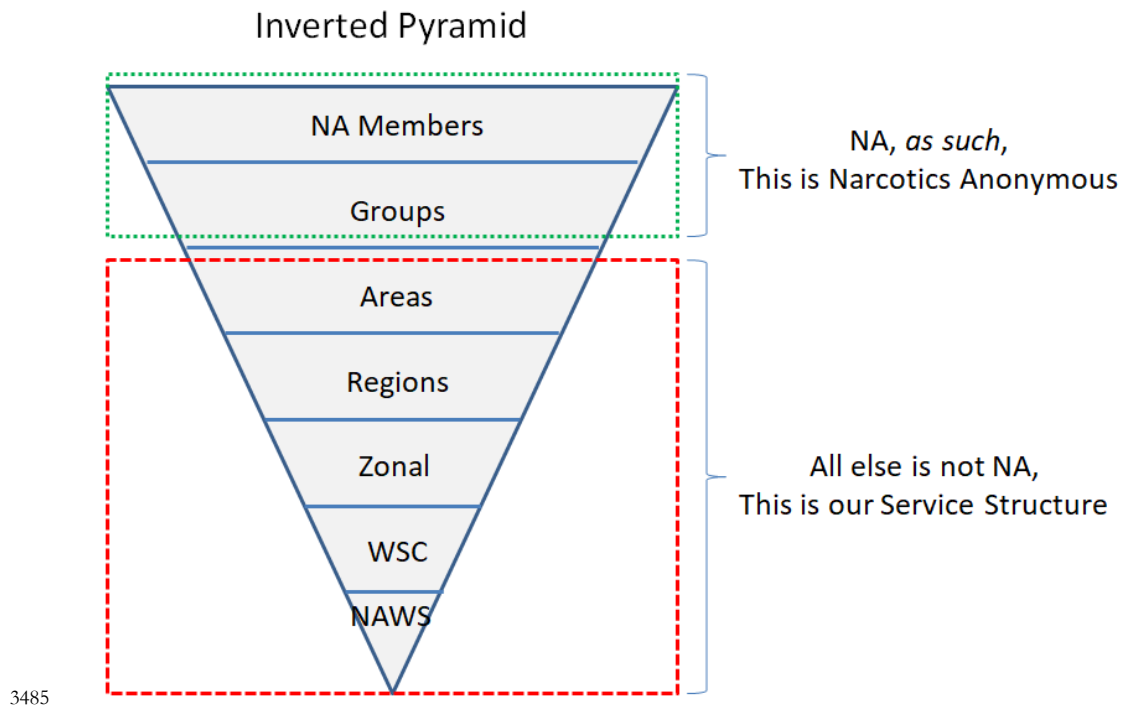 Inverted Pyramid
NA Members
Groups
NA, as such,
This is Narcotics Anonymous
Areas
Regions
Zonal
WSC
NAWS
All else is not NA,
This is our Service Structure
3485